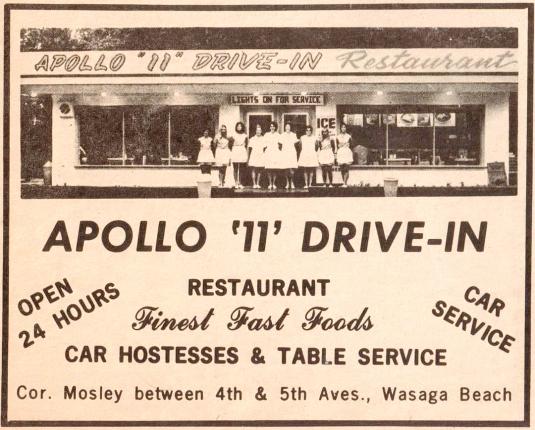 APOLLO "11" DRIVE-IN Restaurant
LIGHTS ON FOR SERVICE
ICE
APOLLO '11' DRIVE-IN
OPEN
24 HOURS
RESTAURANT
Finest Fast Foods
CAR
SERVICE
CAR HOSTESSES & TABLE SERVICE
Cor. Mosley between 4th & 5th Aves., Wasaga Beach